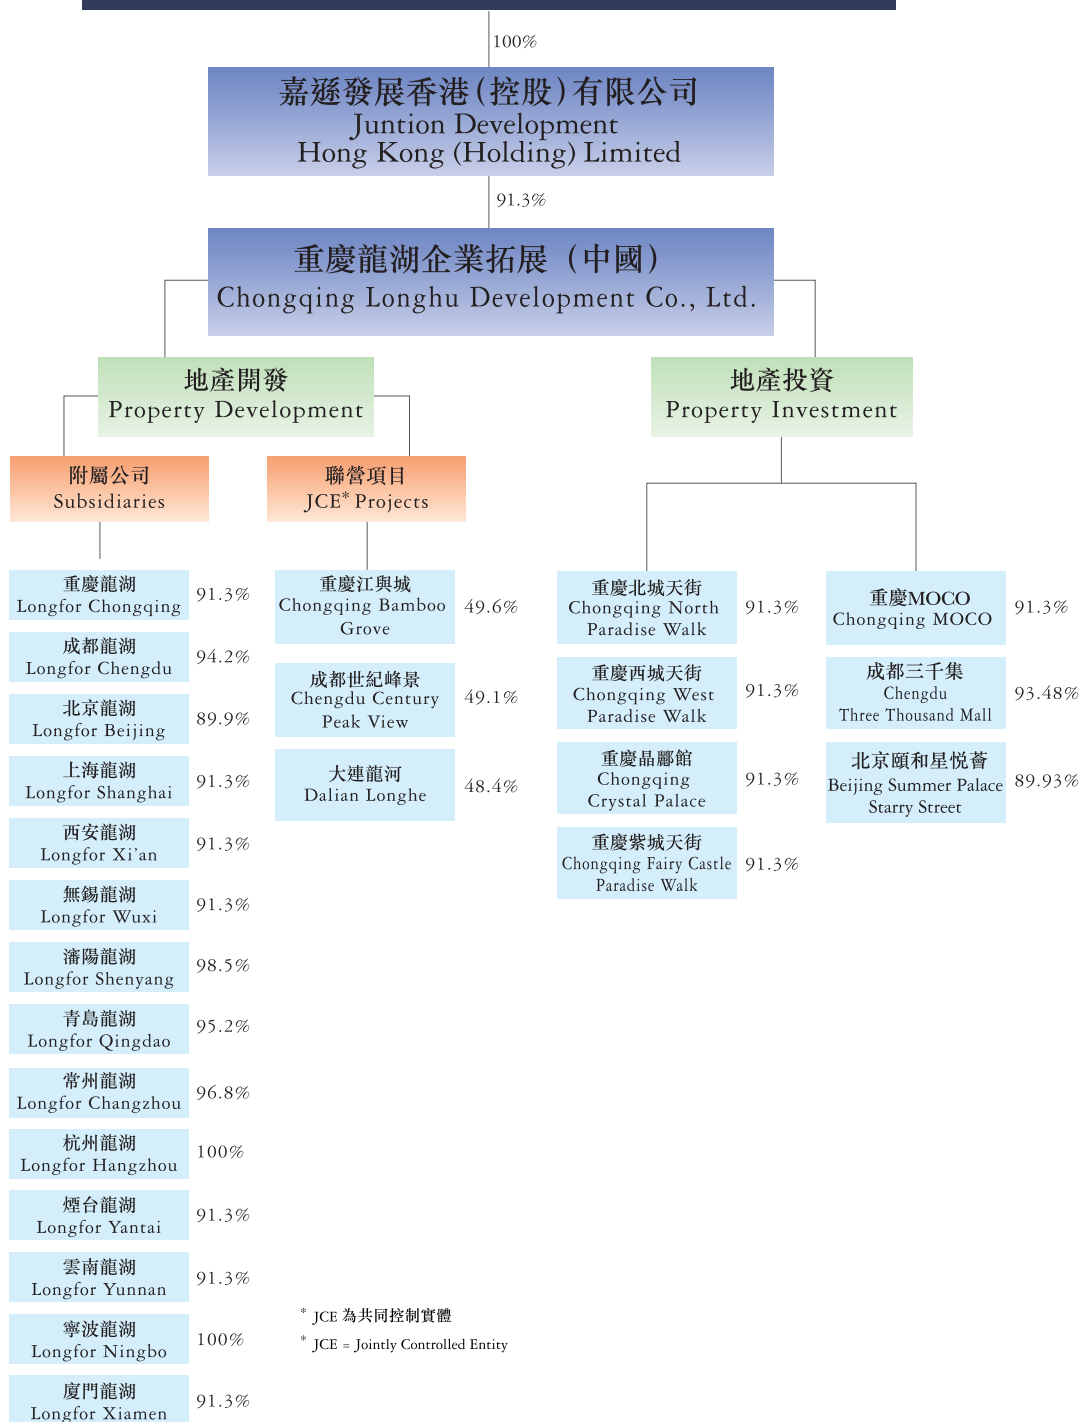 100%
嘉遜發展香港(控股)有限公司
Juntion Development
Hong Kong (Holding) Limited
91.3%
重慶龍湖企業拓展（中國）
Chongqing Longhu Development Co., Ltd.
地產開發
Property Development
地產投資
Property Investment
附屬公司
Subsidiaries
聯營項目
JCE* Projects
重慶龍湖
Longfor Chongqing
91.3%
成都龍湖
Longfor Chengdu
94.2%
北京龍湖
Longfor Beijing
89.9%
上海龍湖
Longfor Shanghai
91.3%
西安龍湖
Longfor Xi'an
91.3%
無錫龍湖
Longfor Wuxi
91.3%
瀋陽龍湖
Longfor Shenyang
98.5%
青島龍湖
Longfor Qingdao
95.2%
常州龍湖
Longfor Changzhou
96.8%
杭州龍湖
Longfor Hangzhou
100%
煙台龍湖
Longfor Yantai
91.3%
雲南龍湖
Longfor Yunnan
91.3%
寧波龍湖
Longfor Ningbo
100%
廈門龍湖
Longfor Xiamen
91.3%
重慶江與城
Chongqing Bamboo
Grove
49.6%
成都世紀峰景
Chengdu Century
Peak View
49.1%
大連龍河
Dalian Longhe
48.4%
重慶北城天街
Chongqing North
Paradise Walk
91.3%
重慶西城天街
Chongqing West
Paradise Walk
91.3%
重慶晶酈館
Chongqing
Crystal Palace
91.3%
重慶紫城天街
Chongqing Fairy Castle
Paradise Walk
91.3%
重慶MOCO
Chongqing MOCO
91.3%
成都三千集
Chengdu
Three Thousand Mall
93.48%
北京頤和星悦薈
Beijing Summer Palace
Starry Street
89.93%
* JCE 為共同控制實體
* JCE = Jointly Controlled Entity